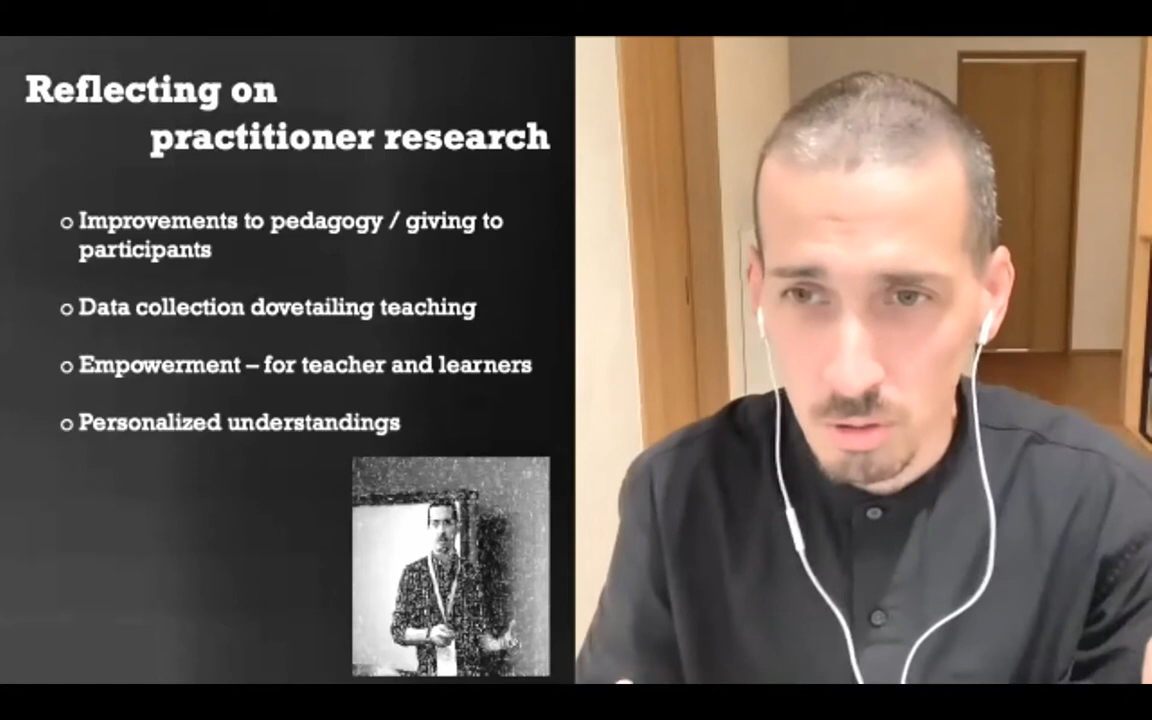 Reflecting on
practitioner research
o Improvements to pedagogy / giving to
participants
o Data collection dovetailing teaching
o Empowerment – for teacher and learners
o Personalized understandings